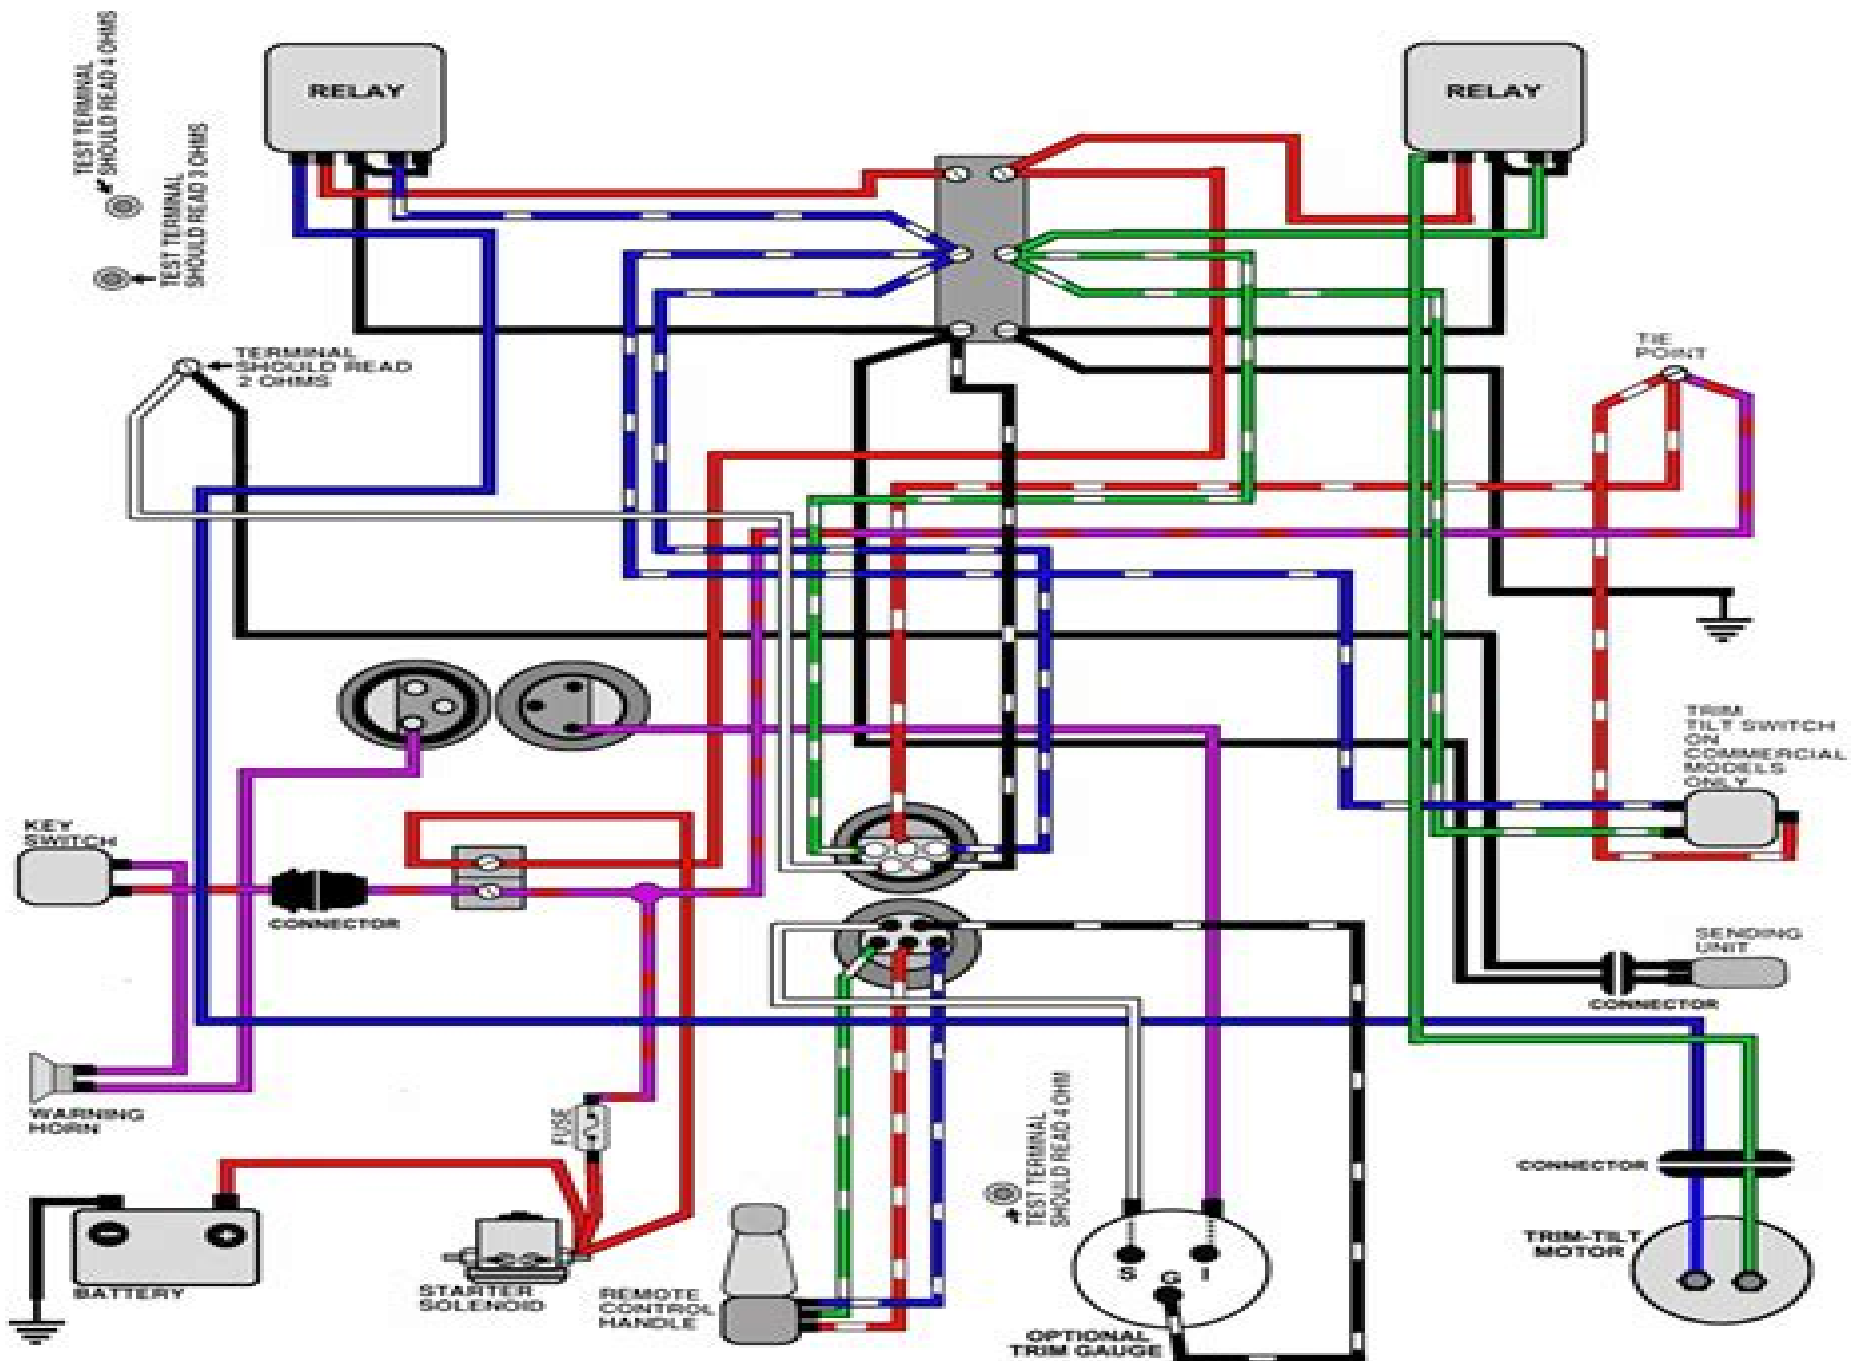 TEST TERMINAL
SHOULD READ 4 OHMS
TEST TERMINAL
SHOULD READ 3 OHMS
RELAY
RELAY
TERMINAL
SHOULD READ
2 OHMS
TIE
POINT
TRIM
TILT SWITCH
ON
COMMERCIAL
MODELS
ONLY
KEY
SWITCH
CONNECTOR
SENDING
UNIT
CONNECTOR
WARNING
HORN
FUSE
TEST TERMINAL
SHOULD READ 4 OHM
CONNECTOR
TRIM-TILT
MOTOR
BATTERY
STARTER
SOLENOID
REMOTE
CONTROL
HANDLE
S
G
I
OPTIONAL
TRIM GAUGE